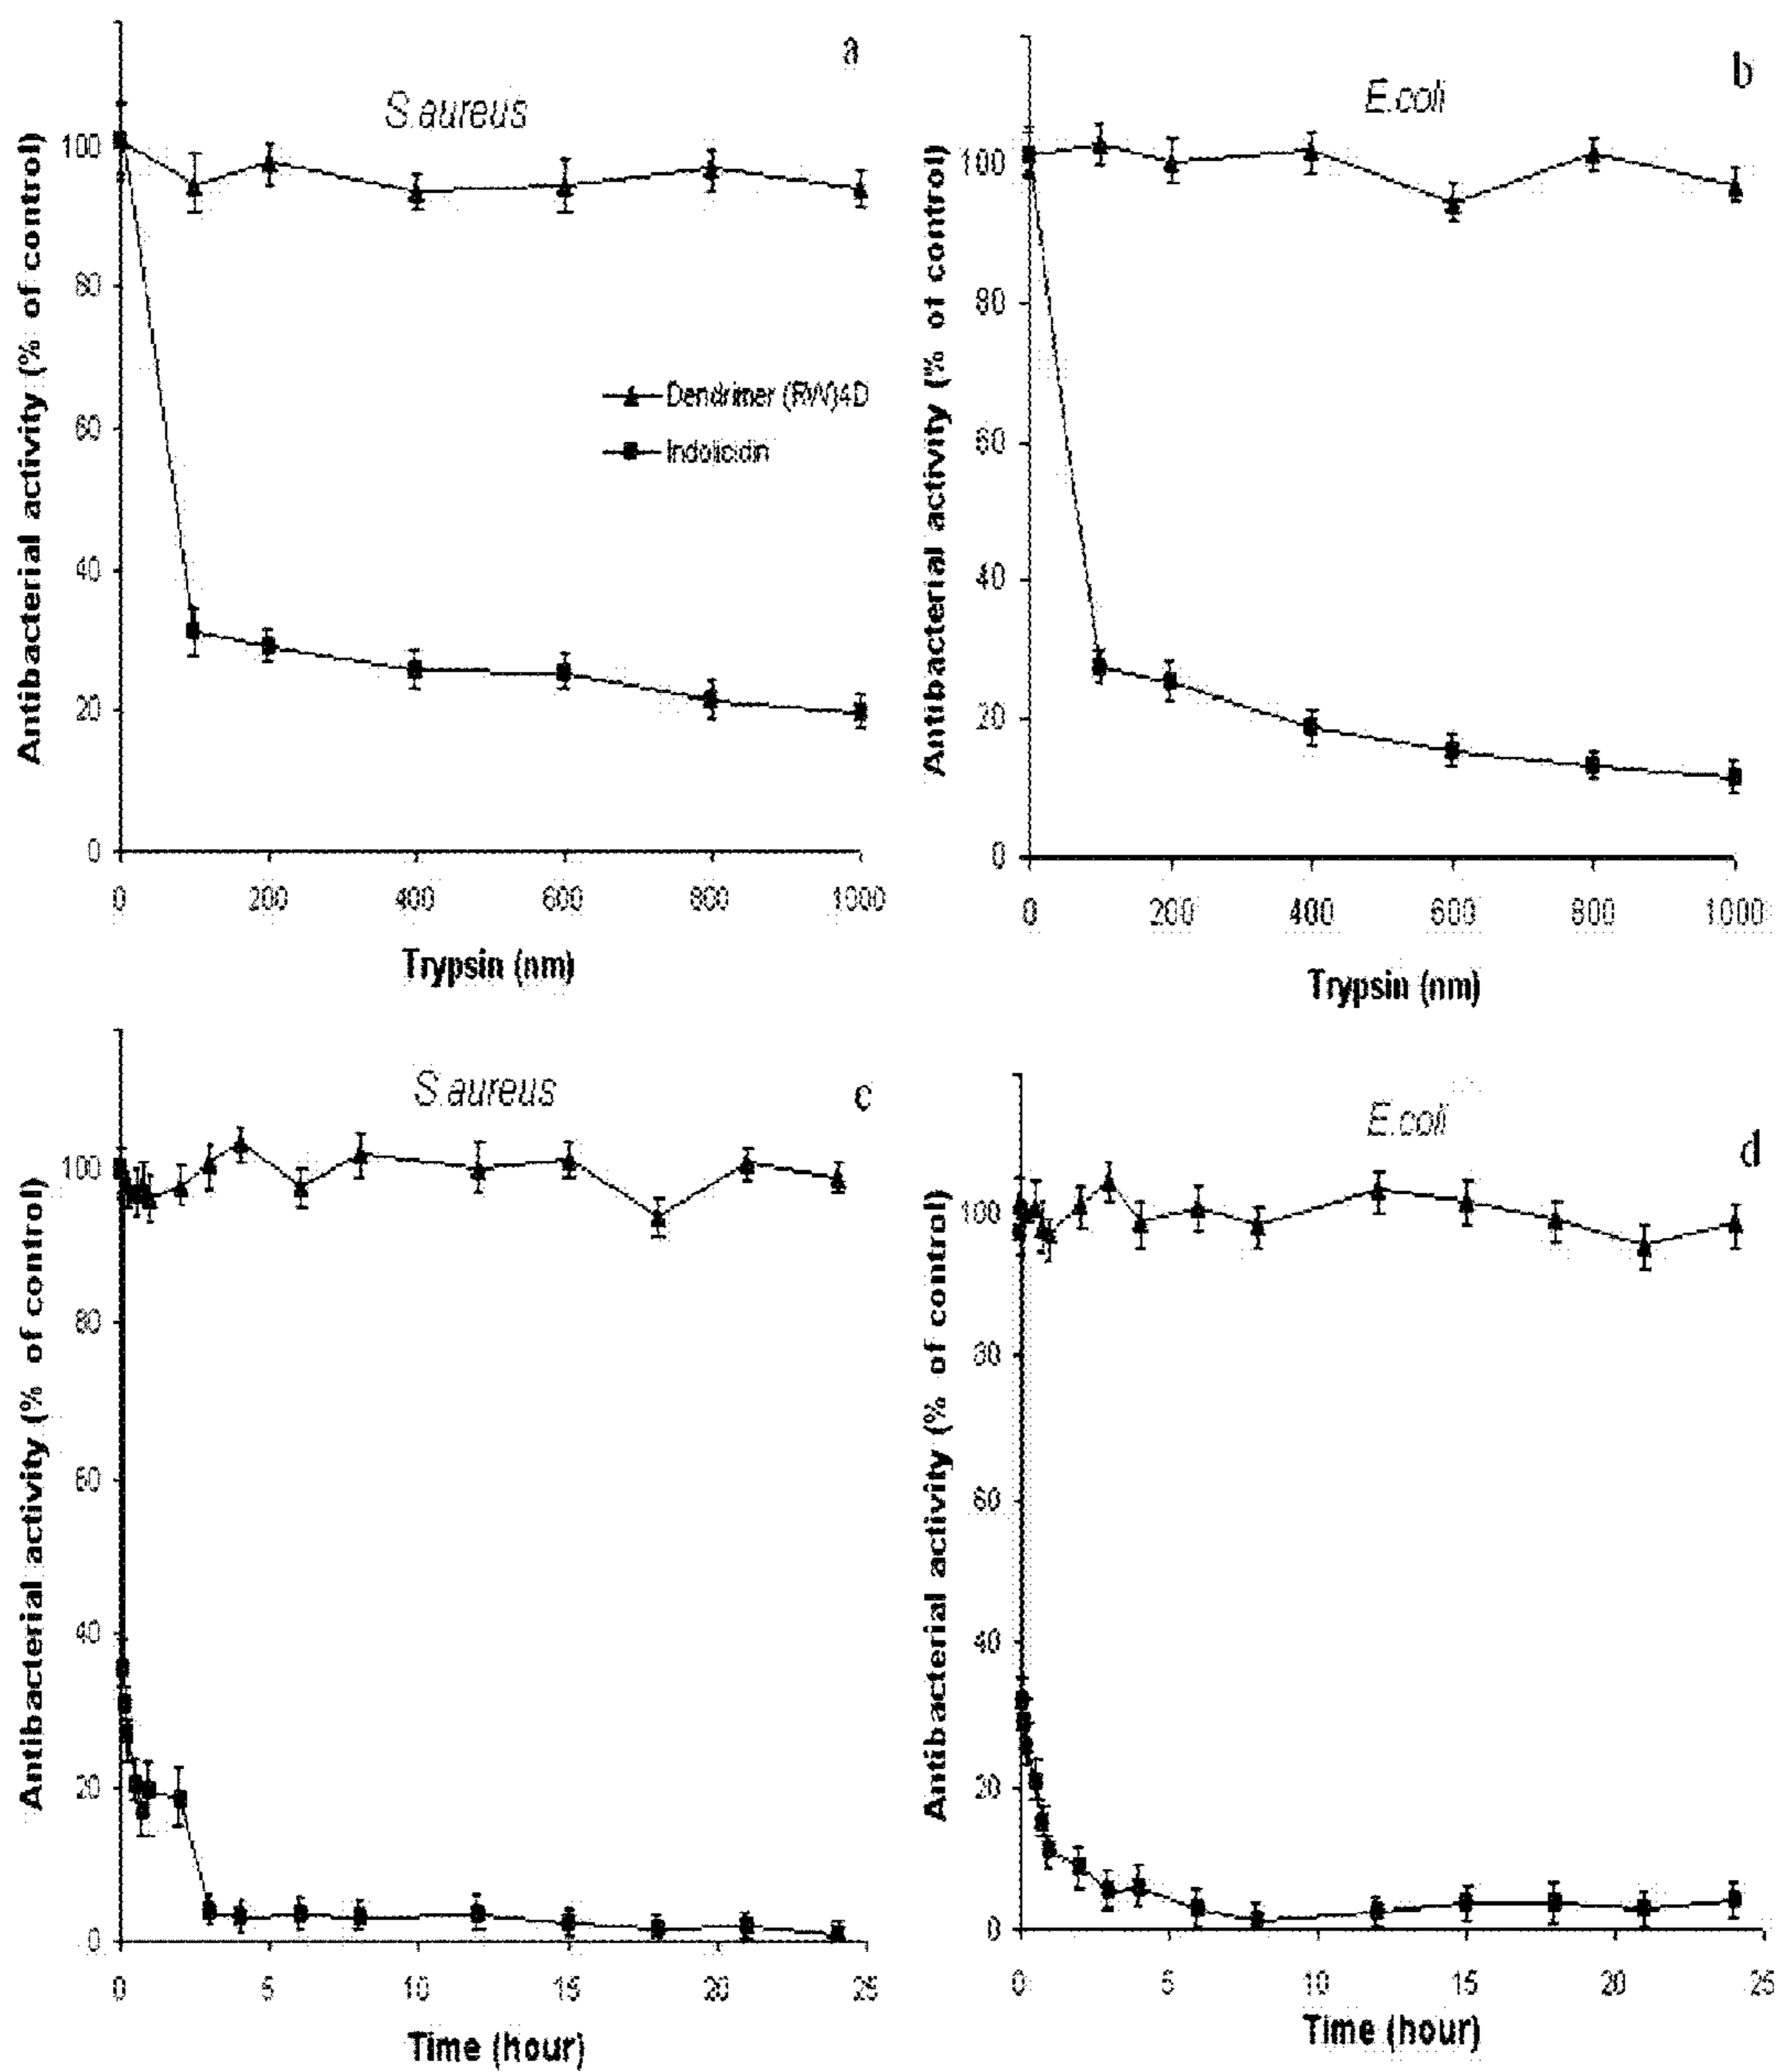 a
S.aureus
Antibacterial activity (% of control)
100
80
60
40
20
0
Dendrimer (RW)4D
Indolicidin
0 200 400 600 800 1000
Trypsin (nm)
b
E.coli
Antibacterial activity (% of control)
100
80
60
40
20
0
0 200 400 600 800 1000
Trypsin (nm)
c
S.aureus
Antibacterial activity (% of control)
100
80
60
40
20
0
0 5 10 15 20 25
Time (hour)
d
E.coli
Antibacterial activity (% of control)
100
80
60
40
20
0
0 5 10 15 20 25
Time (hour)